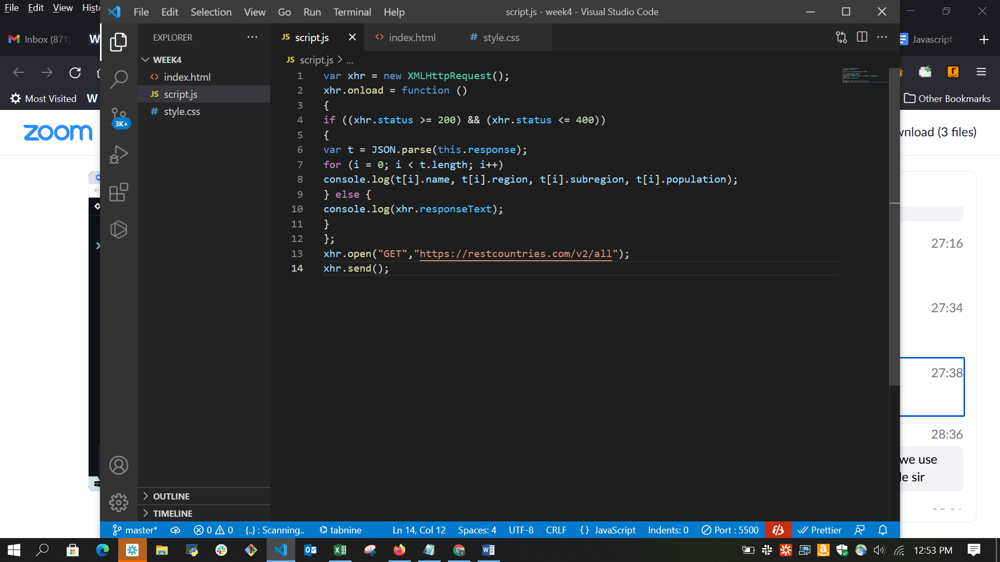 File Edit View
Inbox (871)
Most Visited
zoom
File Edit Selection View Go Run Terminal Help
script.js - week4 - Visual Studio Code
Javascript
Other Bookmarks
(3 files)
EXPLORER
WEEK4
index.html
JS script.js
# style.css
3K+
OUTLINE
TIMELINE
JS script.js
index.html
# style.css
JS script.js > ...
1 var xhr = new XMLHttpRequest();
2 xhr.onload = function ()
3 {
4 if ((xhr.status >= 200) && (xhr.status <= 400))
5 {
6 var t = JSON.parse(this.response);
7 for (i = 0; i < t.length; i++)
8 console.log(t[i].name, t[i].region, t[i].subregion, t[i].population);
9 } else {
10 console.log(xhr.responseText);
11 }
12 };
13 xhr.open("GET","https://restcountries.com/v2/all");
14 xhr.send();
27:16
27:34
27:38
28:36
we use
sir
master* 0 0 {..} : Scanning.. tabnine Ln 14, Col 12 Spaces: 4 UTF-8 CRLF {} JavaScript Indents: 0 Port : 5500 Prettier
12:53 PM